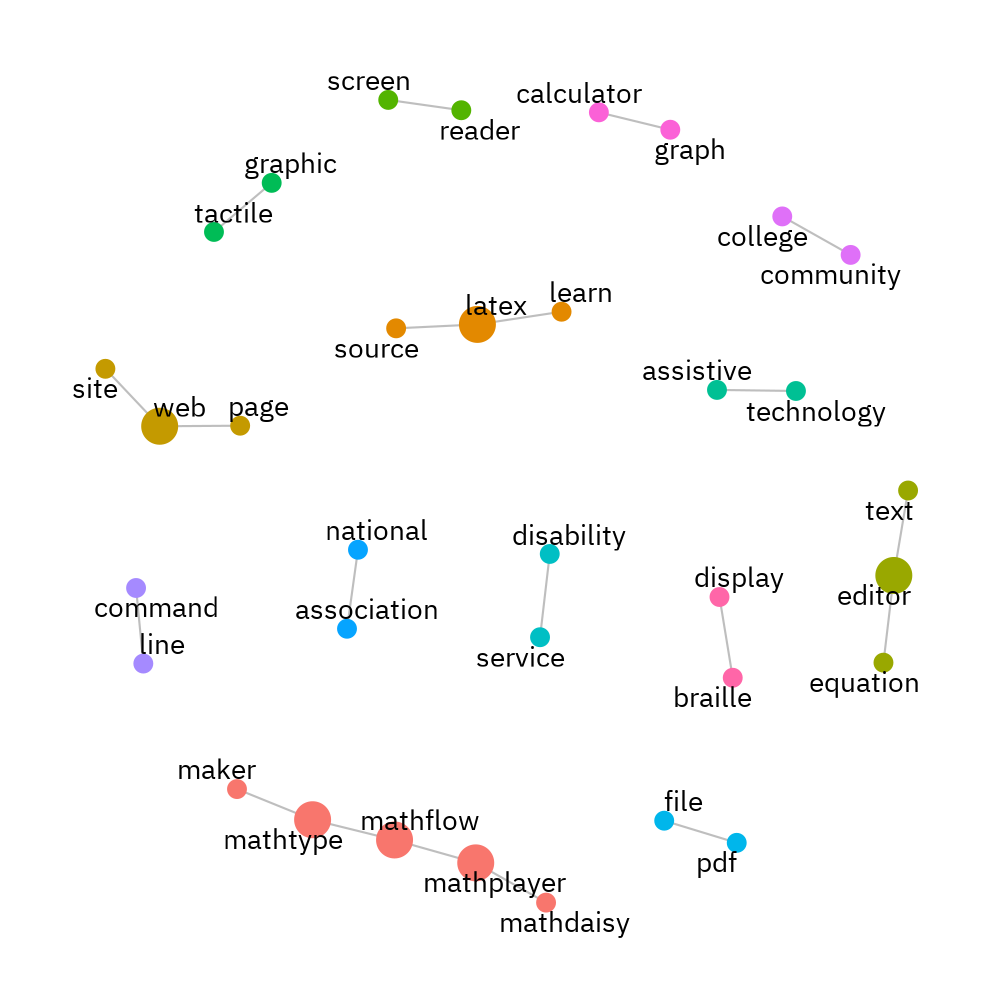 screen
calculator
reader
graph
graphic
tactile
college
community
learn
latex
source
assistive
technology
site
web
page
text
national
disability
display
editor
command
association
line
service
equation
braille
maker
file
mathflow
mathtype
pdf
mathplayer
mathdaisy